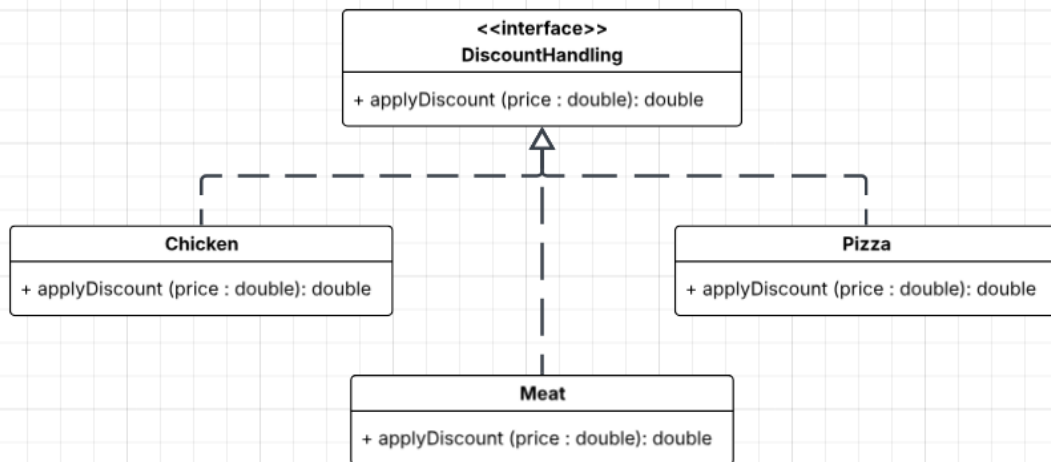 <<interface>>
DiscountHandling
+ applyDiscount (price : double): double
Chicken
+ applyDiscount (price : double): double
Pizza
+ applyDiscount (price : double): double
Meat
+ applyDiscount (price : double): double